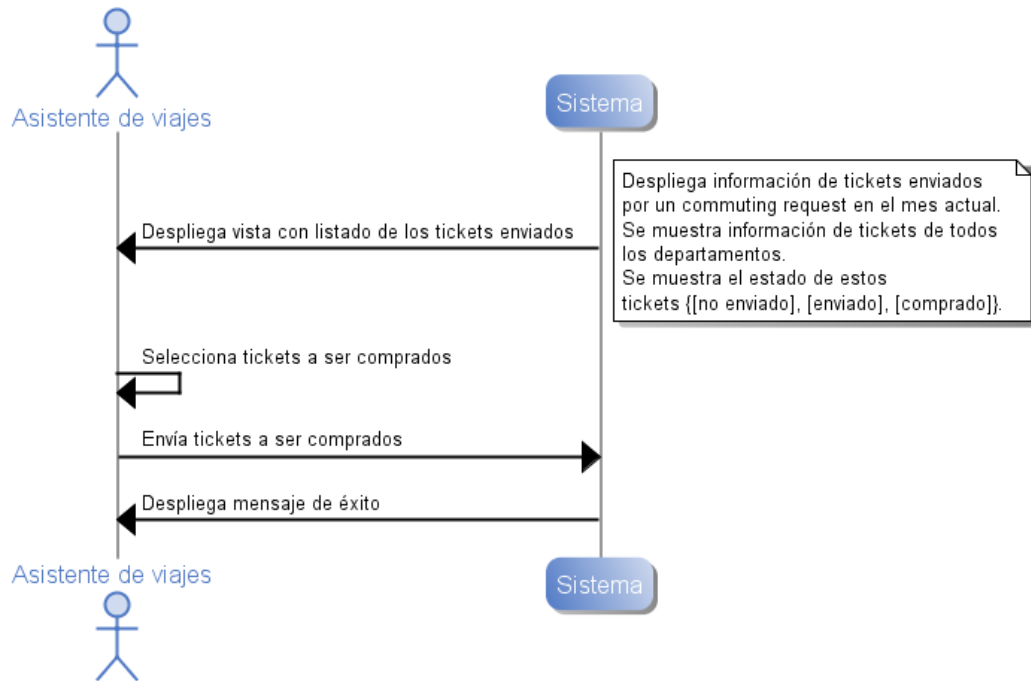 Asistente de viajes
Sistema
Despliega información de tickets enviados
por un commuting request en el mes actual.
Se muestra información de tickets de todos
los departamentos.
Se muestra el estado de estos
tickets {[no enviado], [enviado], [comprado]}.
Despliega vista con listado de los tickets enviados
Selecciona tickets a ser comprados
Envía tickets a ser comprados
Despliega mensaje de éxito
Asistente de viajes
Sistema